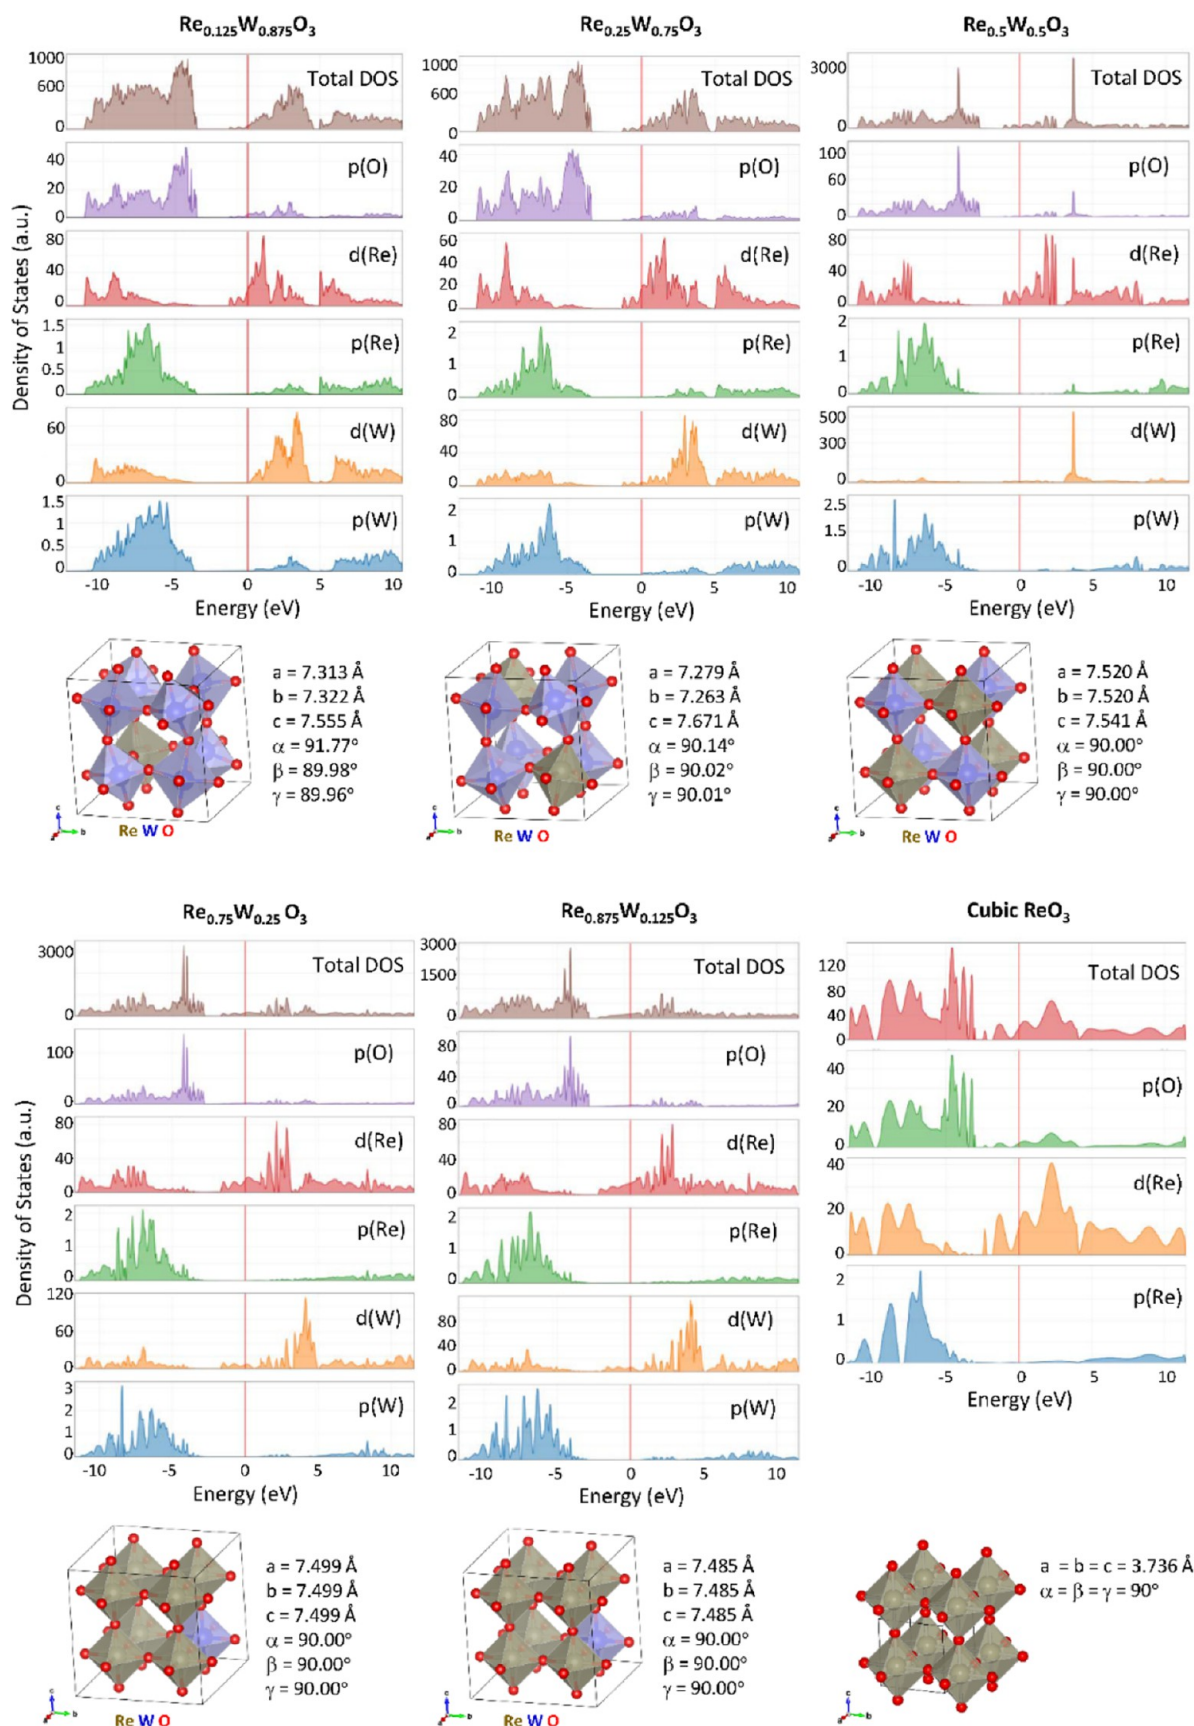 Re0.125W0.875O3
Re0.25W0.75O3
Re0.5W0.5O3
Density of States (a.u.)
1000
600
0
Total DOS
40
20
0
p(O)
80
40
0
d(Re)
1.5
1
0.5
0
p(Re)
60
0
d(W)
1.5
1
0.5
0
p(W)
-10 -5 0 5 10
Energy (eV)
1000
600
0
Total DOS
40
20
0
p(O)
60
40
20
0
d(Re)
2
1
0
p(Re)
80
40
0
d(W)
2
1
0
p(W)
-10 -5 0 5 10
Energy (eV)
3000
0
Total DOS
100
60
0
p(O)
80
40
0
d(Re)
2
1
0
p(Re)
500
300
0
d(W)
2.5
1.5
0
p(W)
-10 -5 0 5 10
Energy (eV)
a = 7.313 Å
b = 7.322 Å
c = 7.555 Å
α = 91.77°
β = 89.98°
γ = 89.96°
c
a
b
Re W O
a = 7.279 Å
b = 7.263 Å
c = 7.671 Å
α = 90.14°
β = 90.02°
γ = 90.01°
c
a
b
Re W O
a = 7.520 Å
b = 7.520 Å
c = 7.541 Å
α = 90.00°
β = 90.00°
γ = 90.00°
c
a
b
Re W O
Re0.75W0.25 O3
Re0.875W0.125O3
Cubic ReO3
Density of States (a.u.)
3000
0
Total DOS
100
0
p(O)
80
40
0
d(Re)
2
1
0
p(Re)
120
60
0
d(W)
3
2
1
0
p(W)
-10 -5 0 5 10
Energy (eV)
3000
1500
0
Total DOS
80
40
0
p(O)
80
40
0
d(Re)
2
1
0
p(Re)
80
40
0
d(W)
2
1
0
p(W)
-10 -5 0 5 10
Energy (eV)
120
80
40
0
Total DOS
40
20
0
p(O)
40
20
0
d(Re)
2
1
0
p(Re)
-10 -5 0 5 10
Energy (eV)
a = 7.499 Å
b = 7.499 Å
c = 7.499 Å
α = 90.00°
β = 90.00°
γ = 90.00°
c
a
b
Re W O
a = 7.485 Å
b = 7.485 Å
c = 7.485 Å
α = 90.00°
β = 90.00°
γ = 90.00°
c
a
b
Re W O
a = b = c = 3.736 Å
α = β = γ = 90°
c
a
b